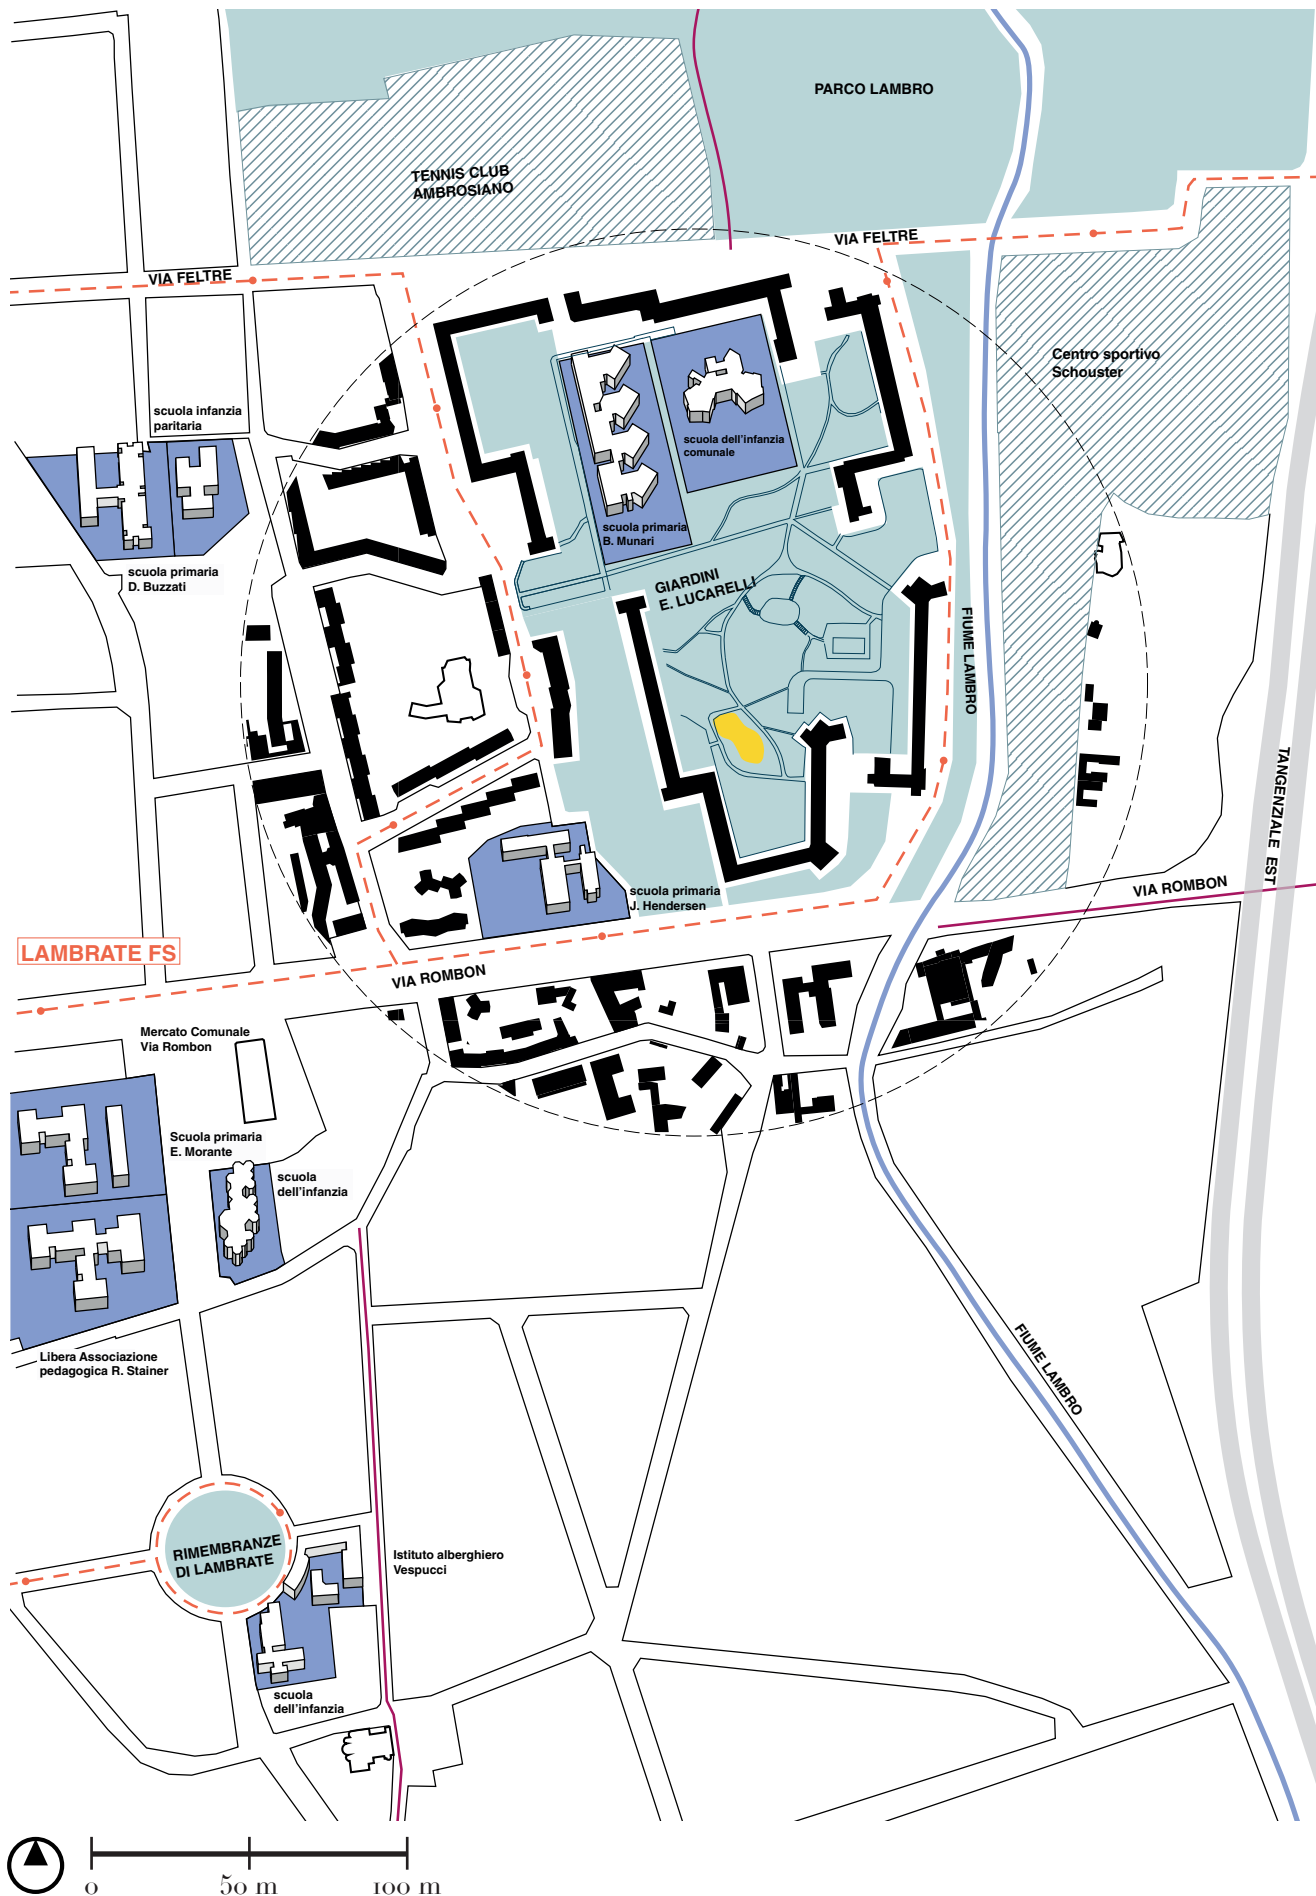 PARCO LAMBRO
TENNIS CLUB
AMBROSIANO
VIA FELTRE
VIA FELTRE
Centro sportivo
Schouster
scuola infanzia
paritaria
scuola dell'infanzia
comunale
scuola primaria
B. Munari
scuola primaria
D. Buzzati
GIARDINI
E. LUCARELLI
FIUME LAMBRO
TANGENZIALE EST
VIA ROMBON
scuola primaria
J. Hendersen
LAMBRATE FS
VIA ROMBON
Mercato Comunale
Via Rombon
Scuola primaria
E. Morante
scuola
dell'infanzia
FIUME LAMBRO
Libera Associazione
pedagogica R. Stainer
RIMEMBRANZE
DI LAMBRATE
Istituto alberghiero
Vespucci
scuola
dell'infanzia
0 50 m 100 m